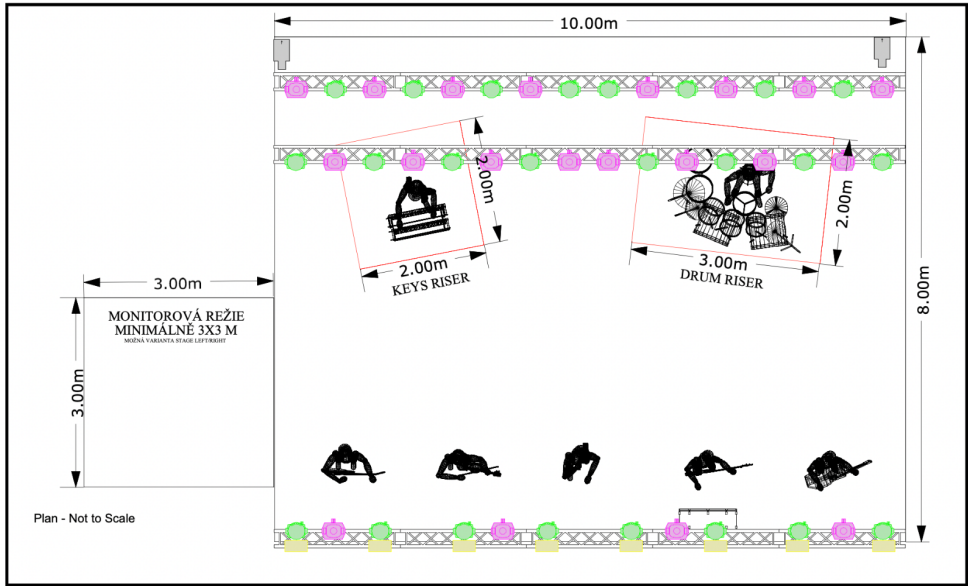 10.00m
2.00m
2.00m
2.00m
KEYS RISER
3.00m
DRUM RISER
8.00m
3.00m
MONITOROVÁ REŽIE
MINIMÁLNĚ 3X3 M
MOŽNÁ VARIANTA STAGE LEFT/RIGHT
3.00m
Plan - Not to Scale